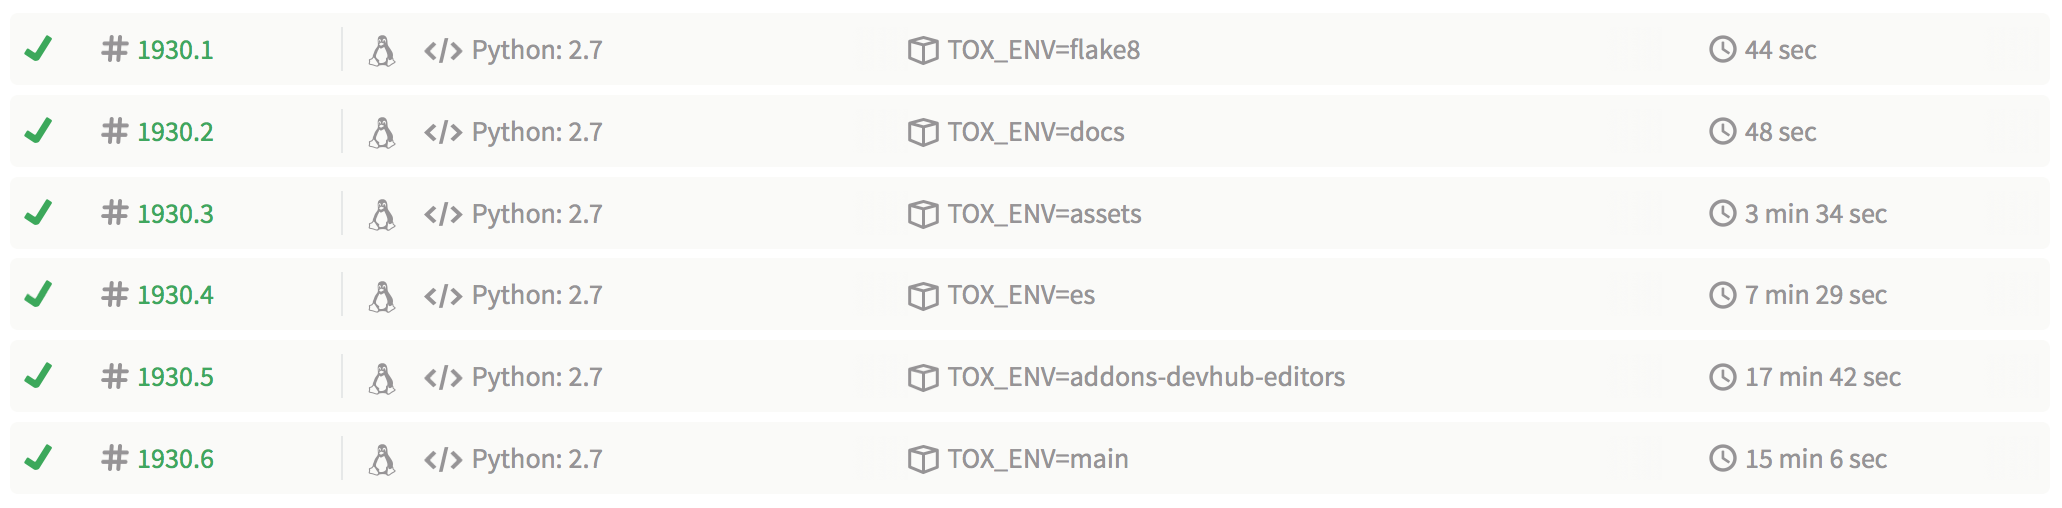 # 1930.1 </> Python: 2.7 TOX_ENV=flake8 44 sec
# 1930.2 </> Python: 2.7 TOX_ENV=docs 48 sec
# 1930.3 </> Python: 2.7 TOX_ENV=assets 3 min 34 sec
# 1930.4 </> Python: 2.7 TOX_ENV=es 7 min 29 sec
# 1930.5 </> Python: 2.7 TOX_ENV=addons-devhub-editors 17 min 42 sec
# 1930.6 </> Python: 2.7 TOX_ENV=main 15 min 6 sec